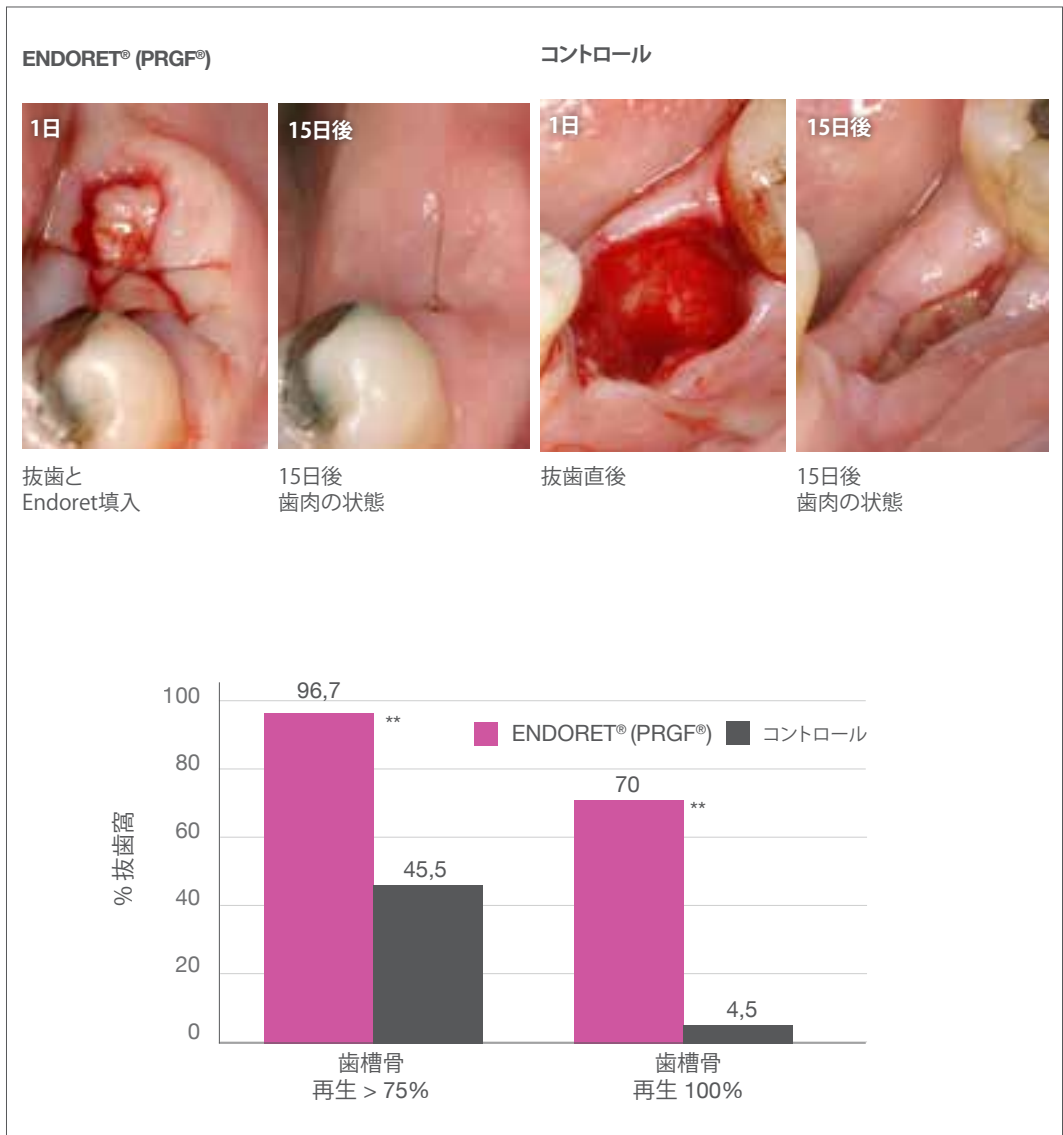 ENDORET® (PRGF®)
コントロール
1日
15日後
1日
15日後
抜歯と
Endoret填入
15日後
歯肉の状態
抜歯直後
15日後
歯肉の状態
% 抜歯窩
100
80
60
40
20
0
96,7
**
45,5
70
**
4,5
ENDORET® (PRGF®)
コントロール
歯槽骨
再生 > 75%
歯槽骨
再生 100%